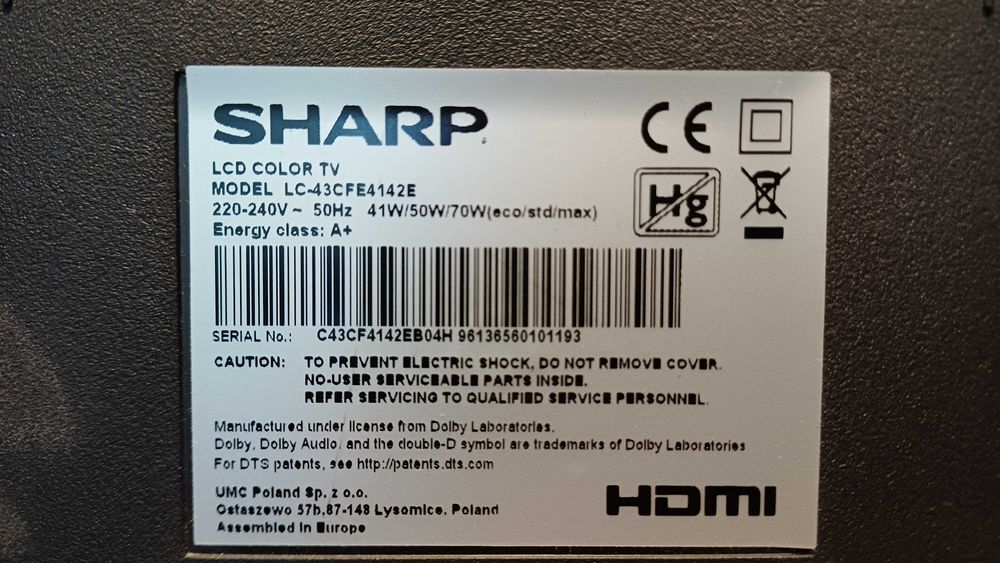 SHARP
LCD COLOR TV
MODEL LC-43CFE4142E
220-240V ~ 50Hz 41W/50W/70W(eco/std/max)
Energy class: A+
CE
Hg
SERIAL No.: C43CF4142EB04H 96136560101193
CAUTION: TO PREVENT ELECTRIC SHOCK, DO NOT REMOVE COVER.
NO-USER SERVICEABLE PARTS INSIDE.
REFER SERVICING TO QUALIFIED SERVICE PERSONNEL.
Manufactured under license from Dolby Laboratories.
Dolby, Dolby Audio, and the double-D symbol are trademarks of Dolby Laboratories
For DTS patents, see http://patents.dts.com
UMC Poland Sp. z o.o.
Ostaszewo 57b,87-148 Lysomice, Poland
Assembled in Europe
HDMI